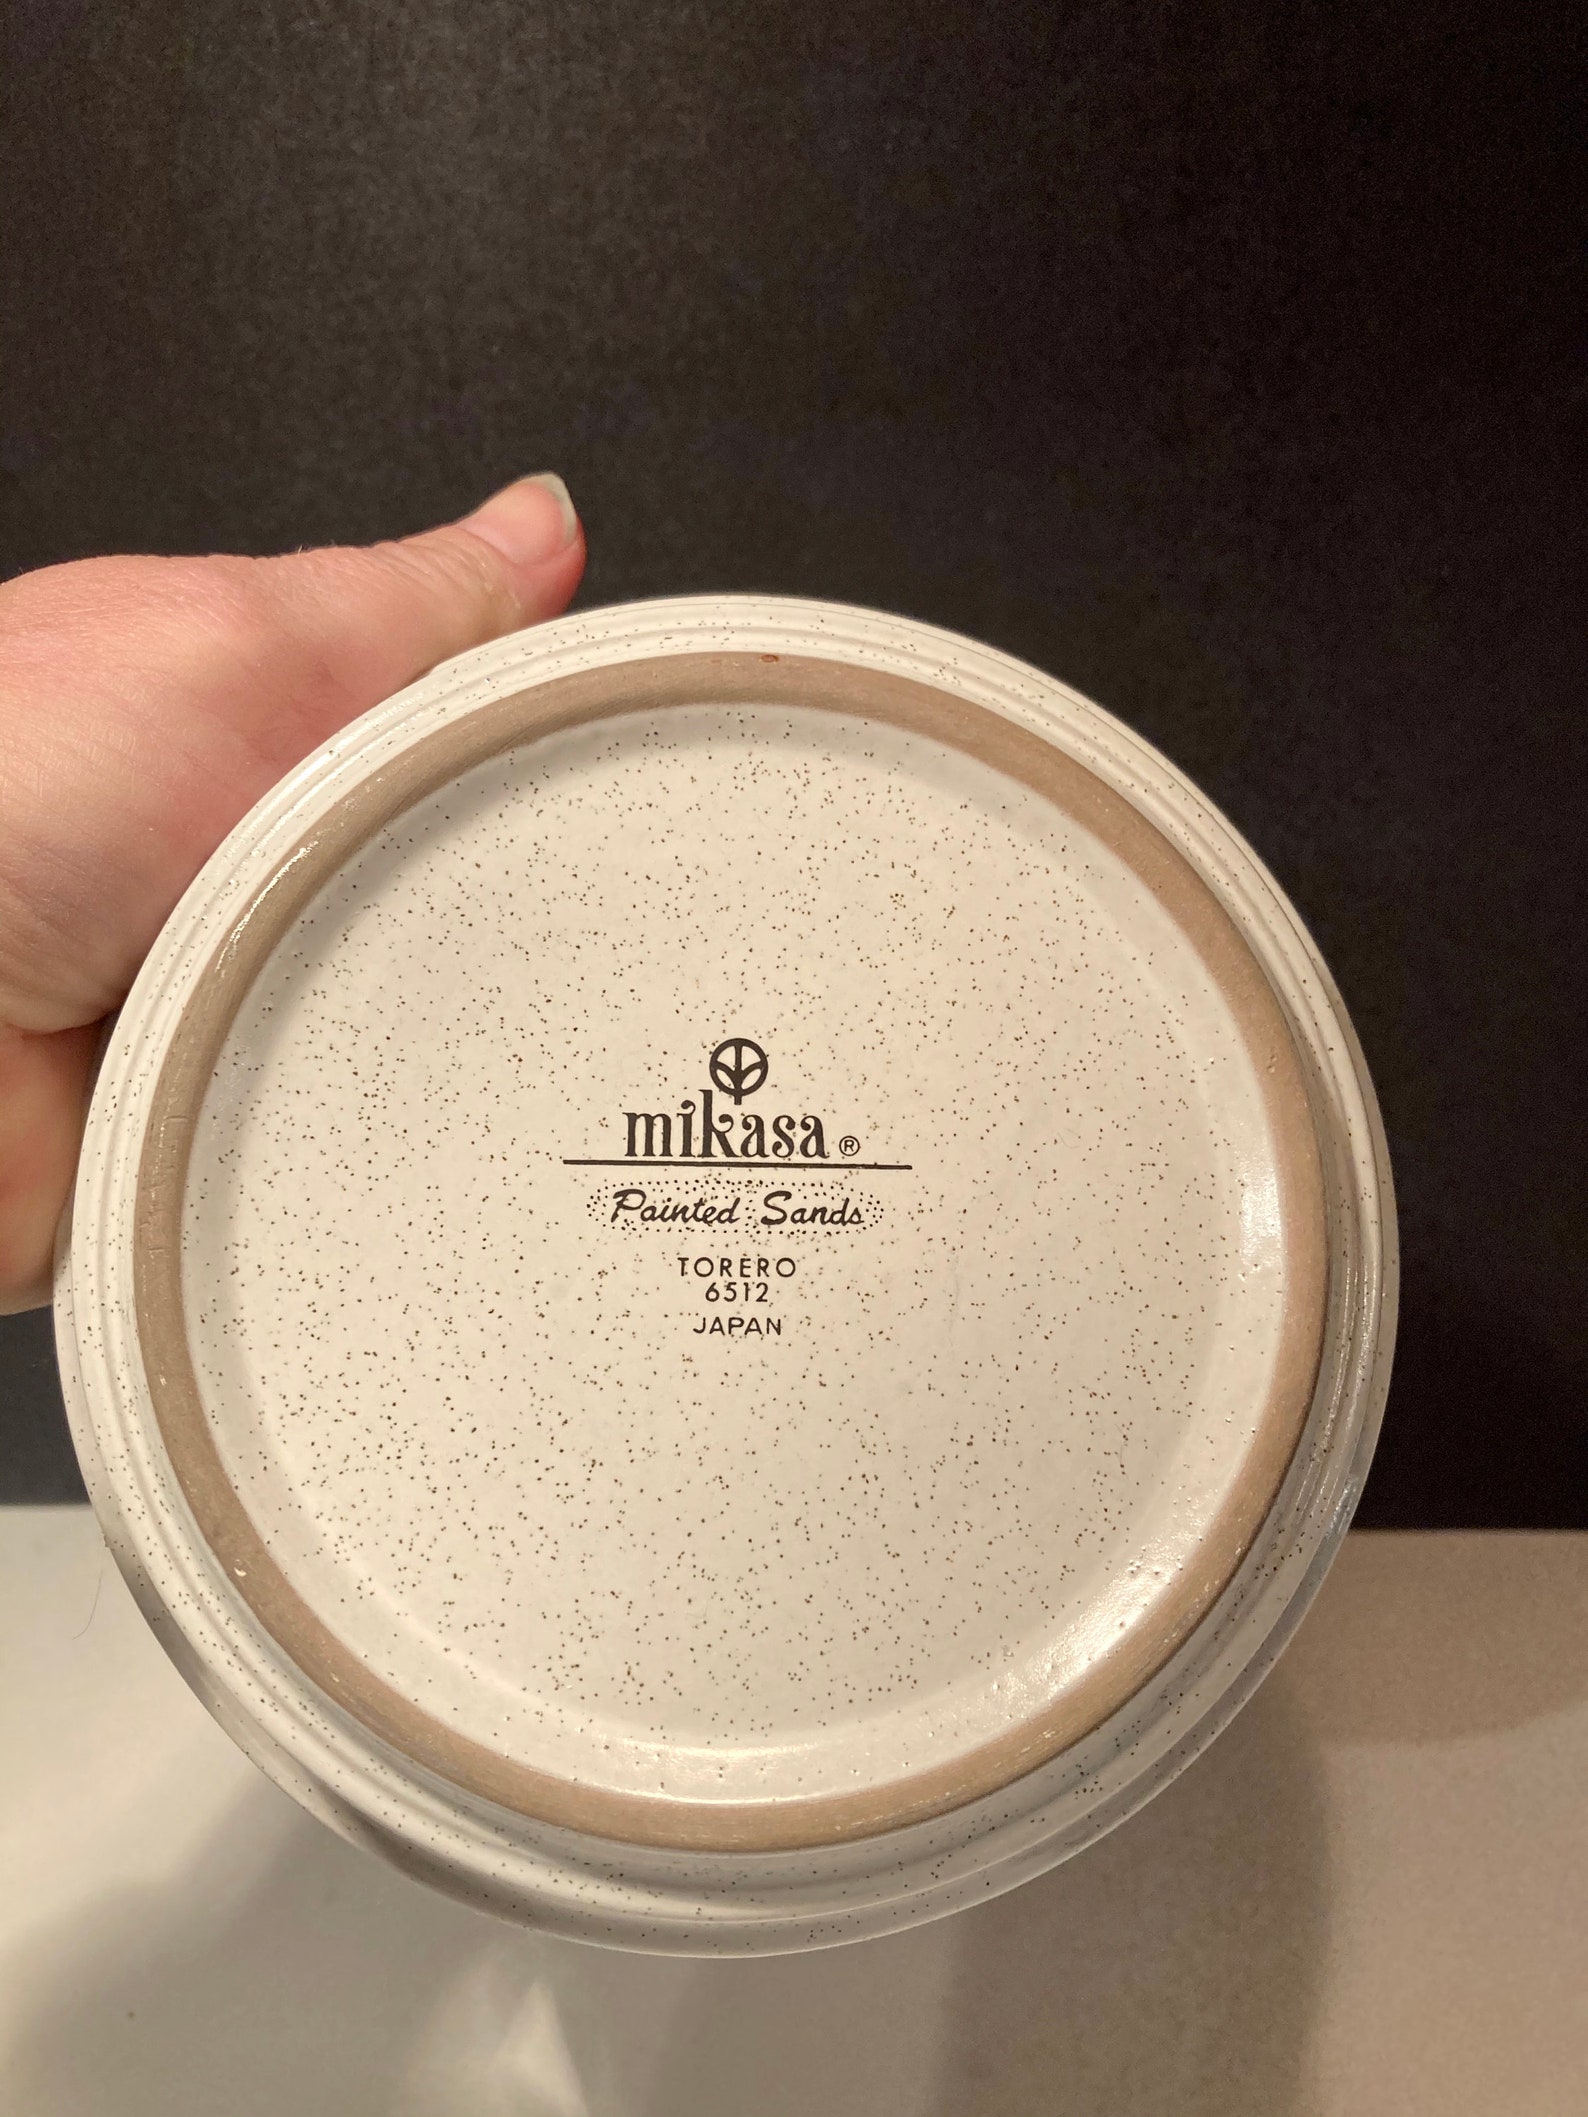 mikasa®
Painted Sands
TORERO
6512
JAPAN